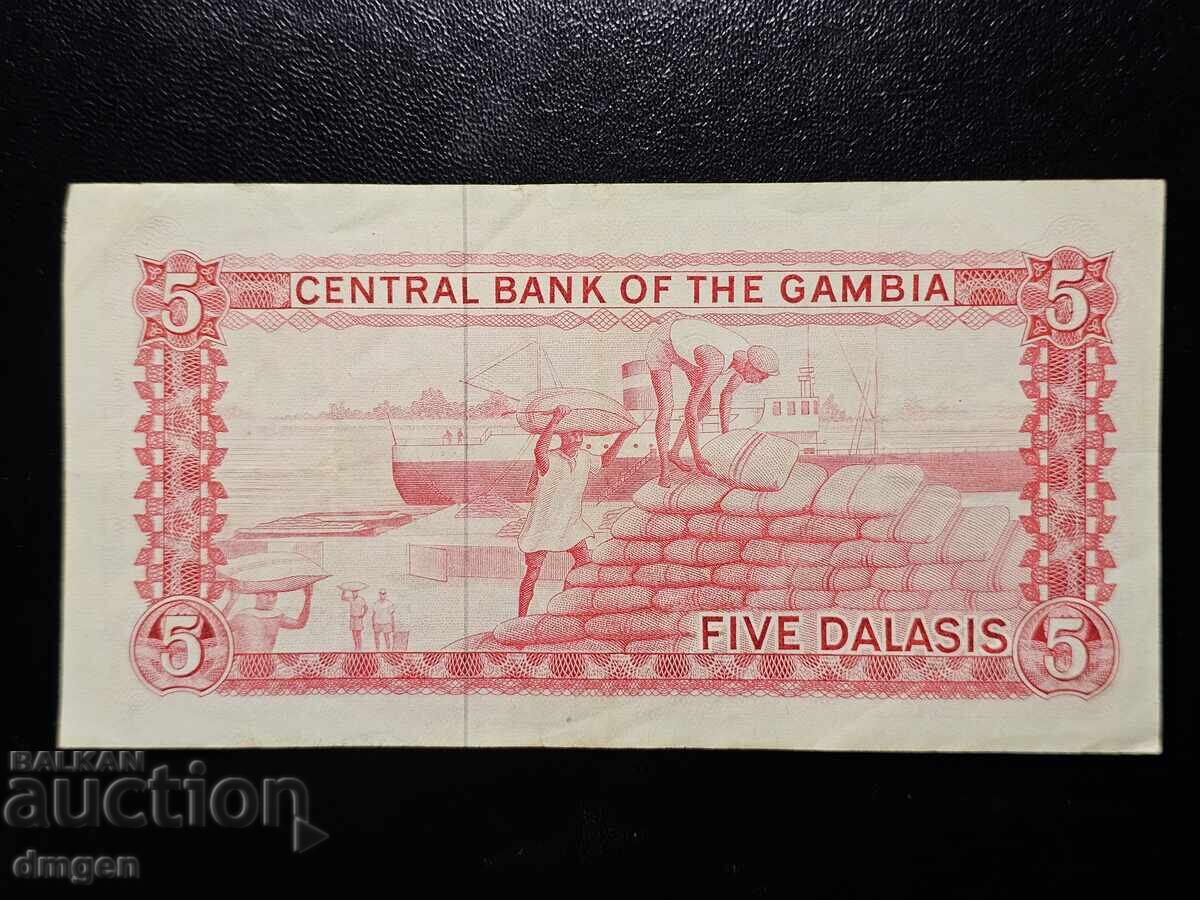 5
5
CENTRAL BANK OF THE GAMBIA
FIVE DALASIS
5
5
BALKAN
auction
dmgen